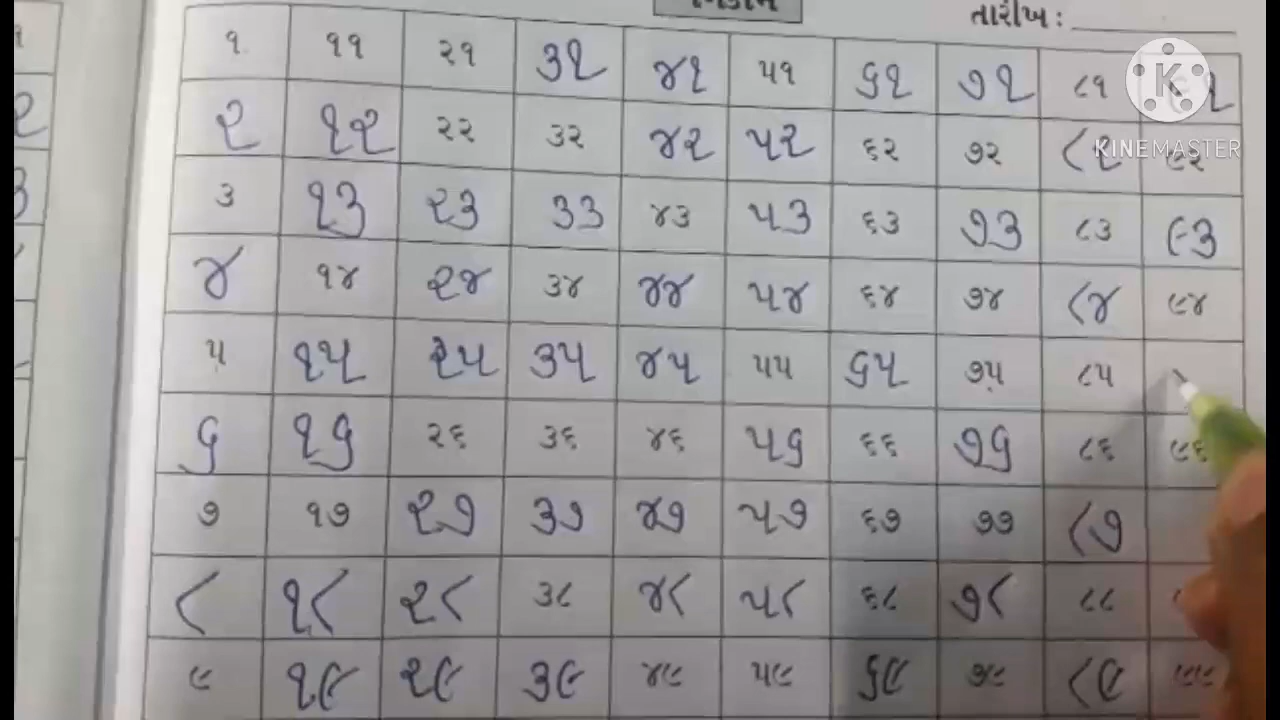 તારીખ:
૧ ૧૧ ૨૧ ૩૧ ૪૧ ૫૧ ૬૧ ૭૧ ૮૧ ૯૧
૨ ૧૨ ૨૨ ૩૨ ૪૨ ૫૨ ૬૨ ૭૨ ૮૨ ૯૨
૩ ૧૩ ૨૩ ૩૩ ૪૩ ૫૩ ૬૩ ૭૩ ૮૩ ૯૩
૪ ૧૪ ૨૪ ૩૪ ૪૪ ૫૪ ૬૪ ૭૪ ૮૪ ૯૪
૫ ૧૫ ૨૫ ૩૫ ૪૫ ૫૫ ૬૫ ૭૫ ૮૫
૬ ૧૬ ૨૬ ૩૬ ૪૬ ૫૬ ૬૬ ૭૬ ૮૬ ૯૬
૭ ૧૭ ૨૭ ૩૭ ૪૭ ૫૭ ૬૭ ૭૭ ૮૭
૮ ૧૮ ૨૮ ૩૮ ૪૮ ૫૮ ૬૮ ૭૮ ૮૮
૯ ૧૯ ૨૯ ૩૯ ૪૯ ૫૯ ૬૯ ૭૯ ૮૯ ૯૯
K
KINEMASTER